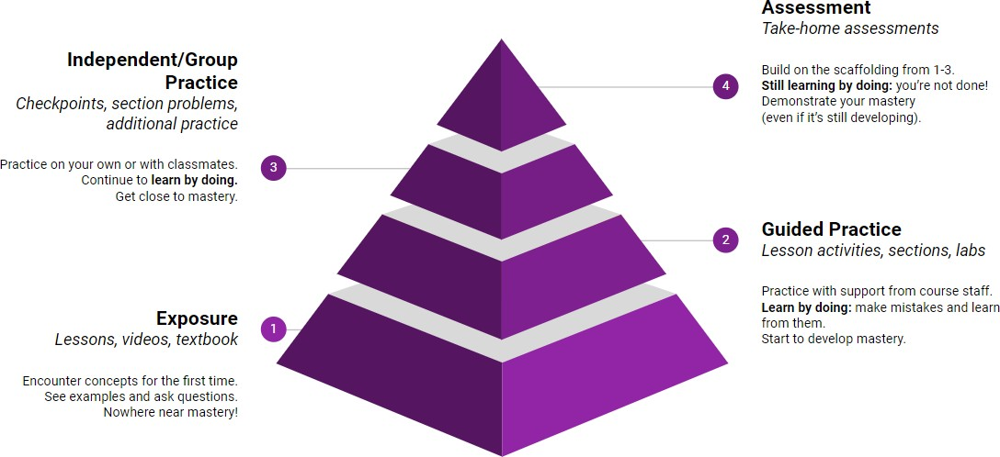 Assessment
Take-home assessments
Build on the scaffolding from 1-3.
Still learning by doing: you're not done!
Demonstrate your mastery
(even if it's still developing).
4
Independent/Group
Practice
Checkpoints, section problems,
additional practice
Practice on your own or with classmates.
Continue to learn by doing.
Get close to mastery.
3
Guided Practice
Lesson activities, sections, labs
Practice with support from course staff.
Learn by doing: make mistakes and learn
from them.
Start to develop mastery.
2
Exposure
Lessons, videos, textbook
Encounter concepts for the first time.
See examples and ask questions.
Nowhere near mastery!
1